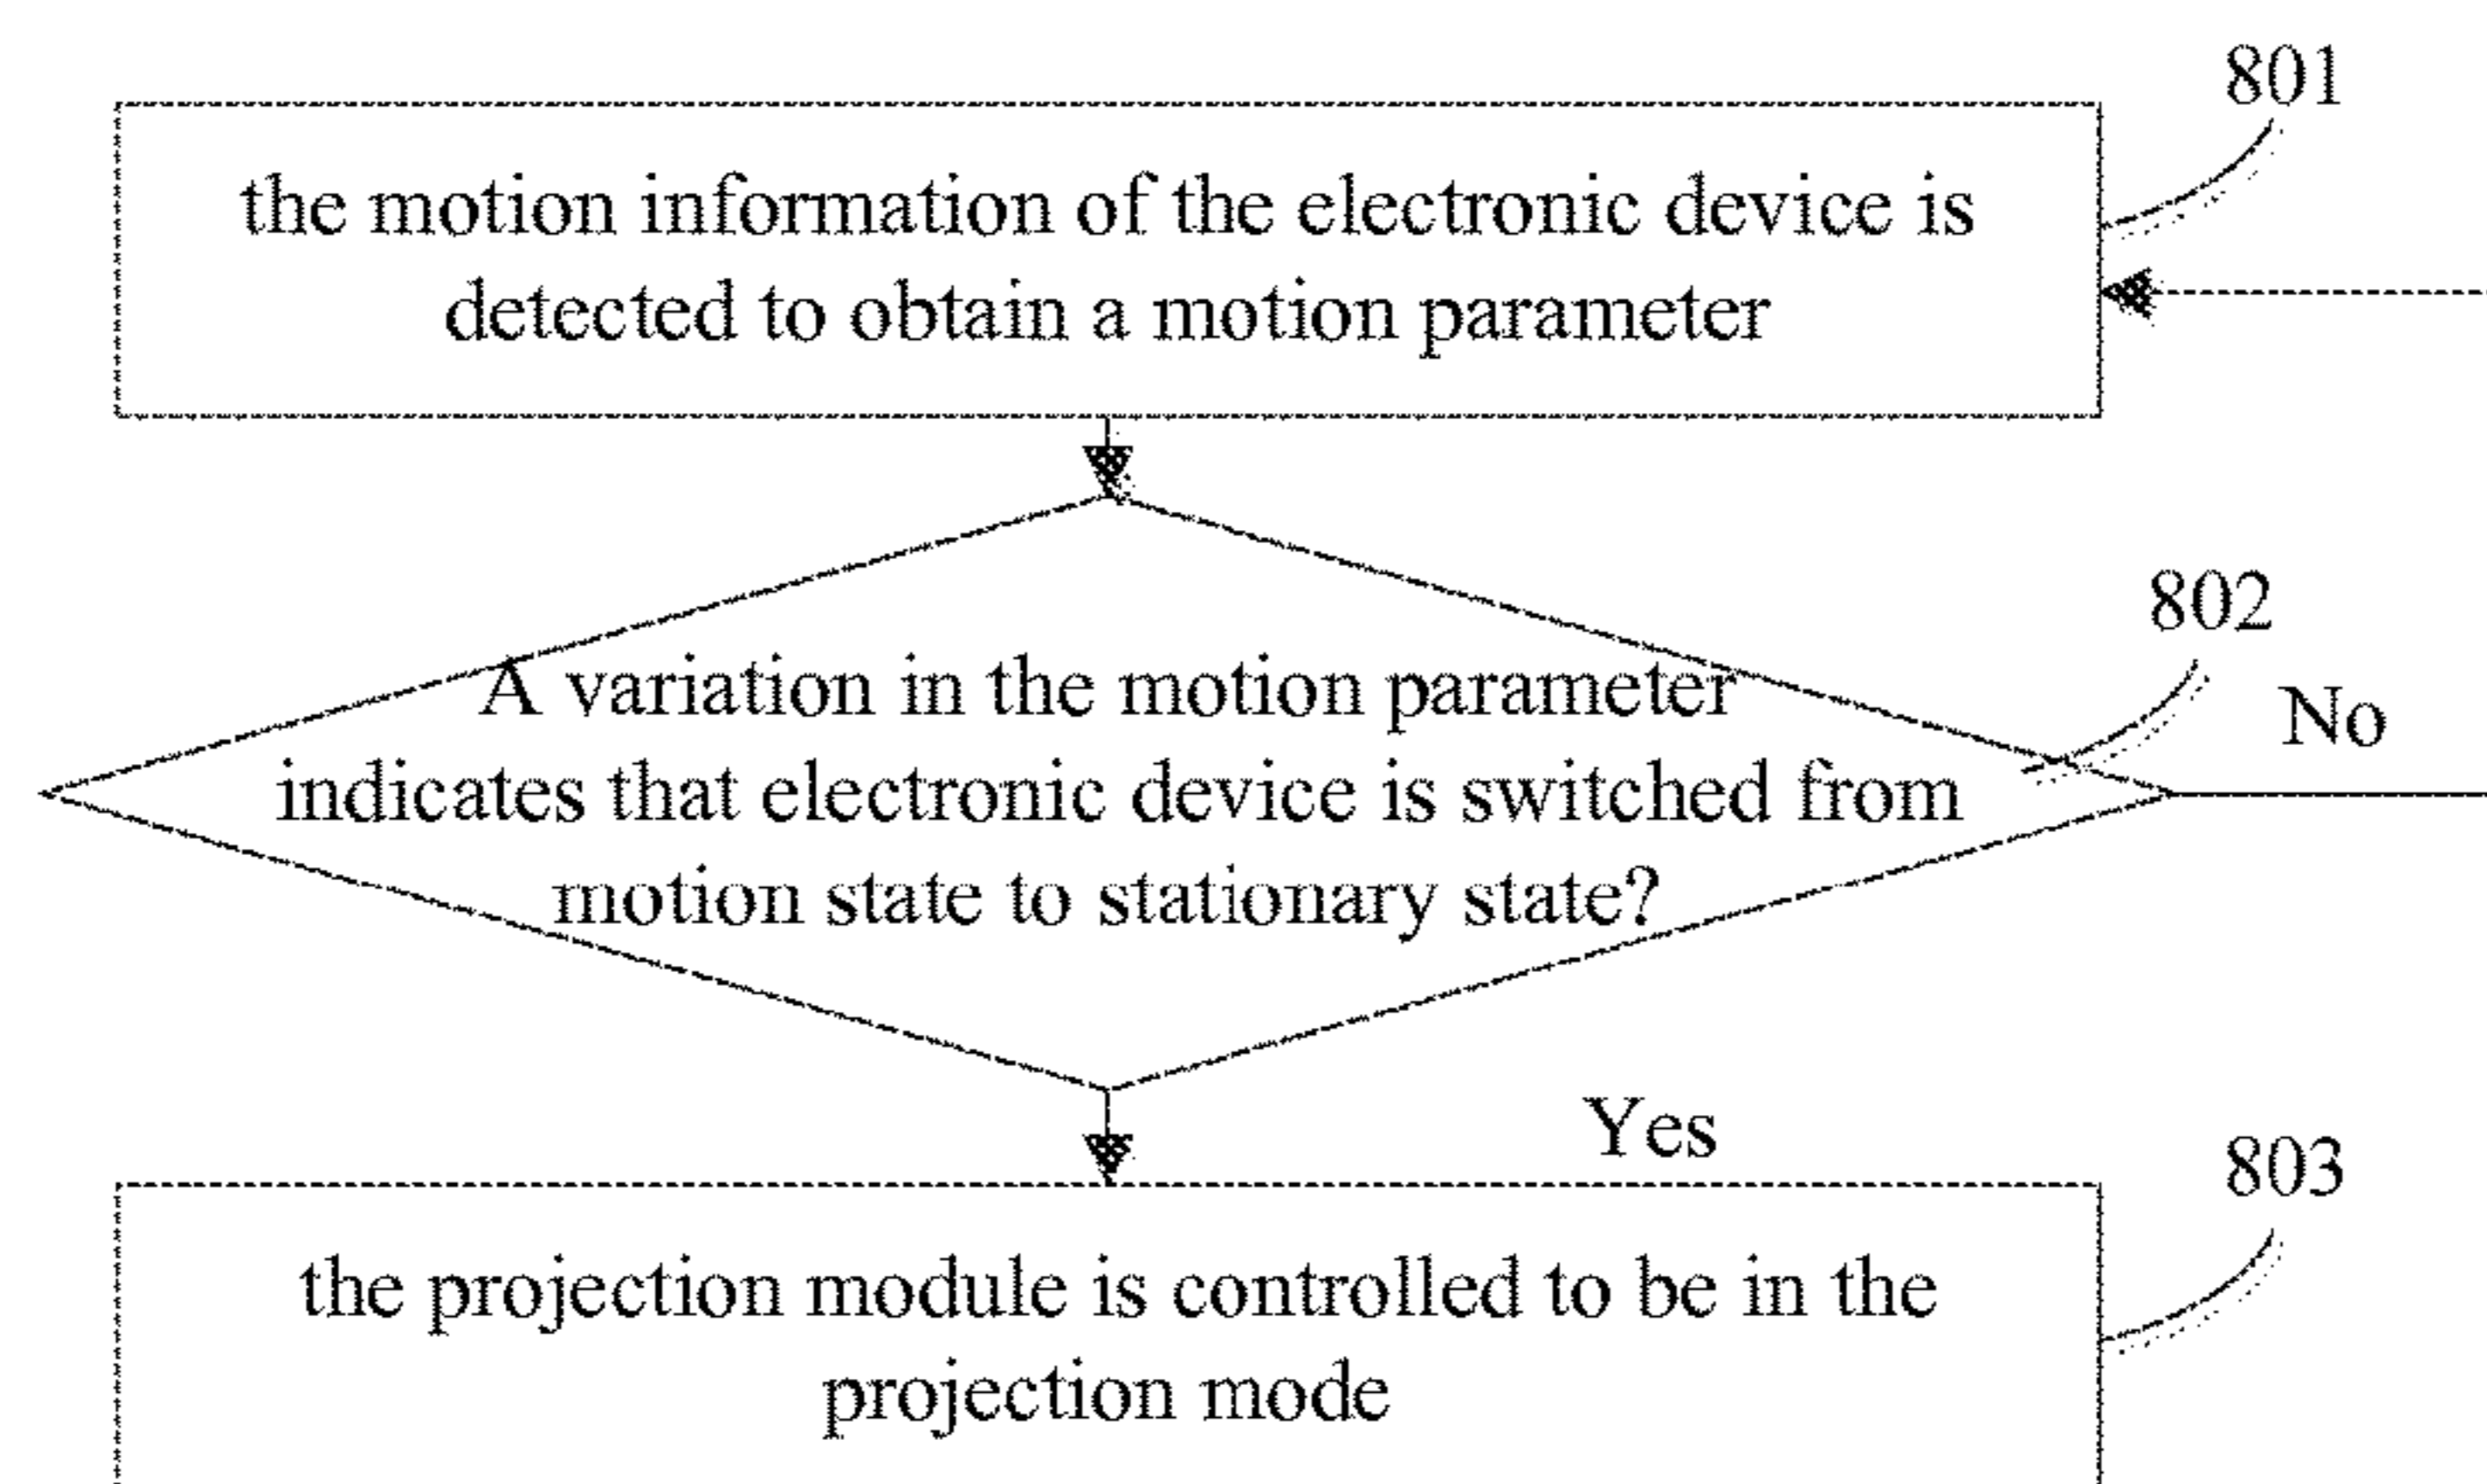 801
the motion information of the electronic device is
detected to obtain a motion parameter
802
A variation in the motion parameter
No
indicates that electronic device is switched from
motion state to stationary state?
Yes
803
the projection module is controlled to be in the
projection mode